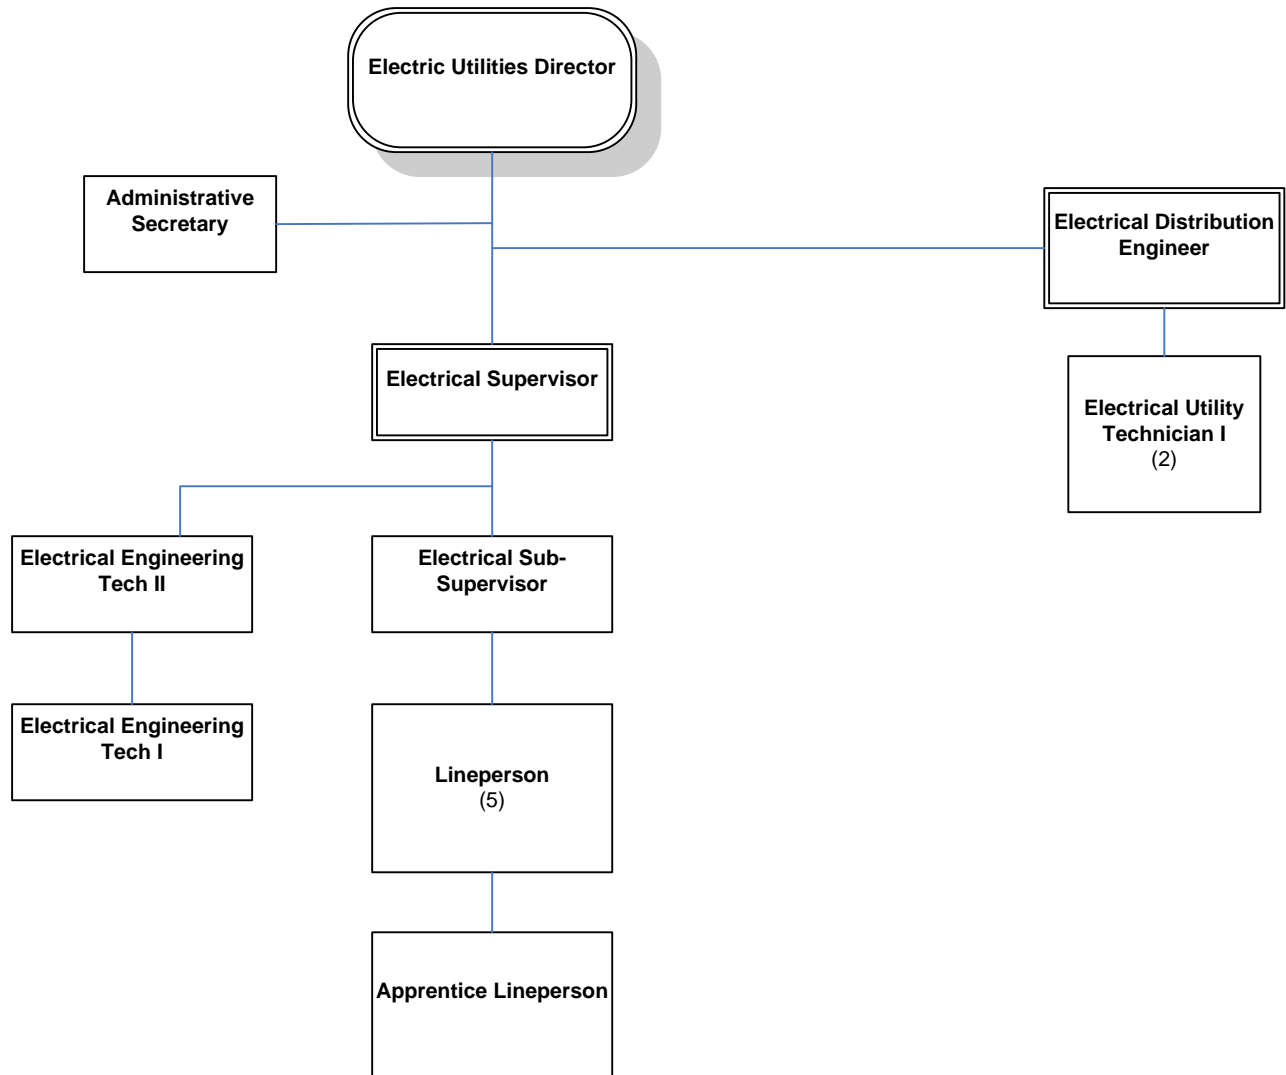 Electric Utilities Director
Administrative
Secretary
Electrical Distribution
Engineer
Electrical Supervisor
Electrical Utility
Technician I
(2)
Electrical Engineering
Tech II
Electrical Sub-
Supervisor
Electrical Engineering
Tech I
Lineperson
(5)
Apprentice Lineperson